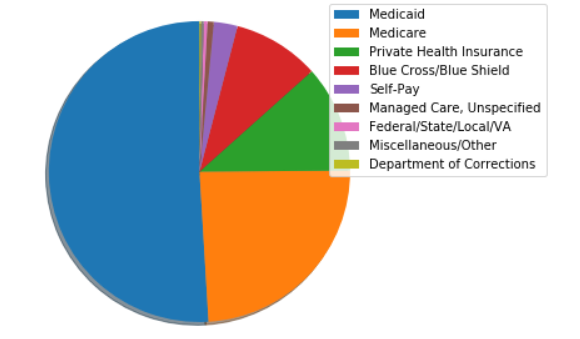 Medicaid
Medicare
Private Health Insurance
Blue Cross/Blue Shield
Self-Pay
Managed Care, Unspecified
Federal/State/Local/VA
Miscellaneous/Other
Department of Corrections